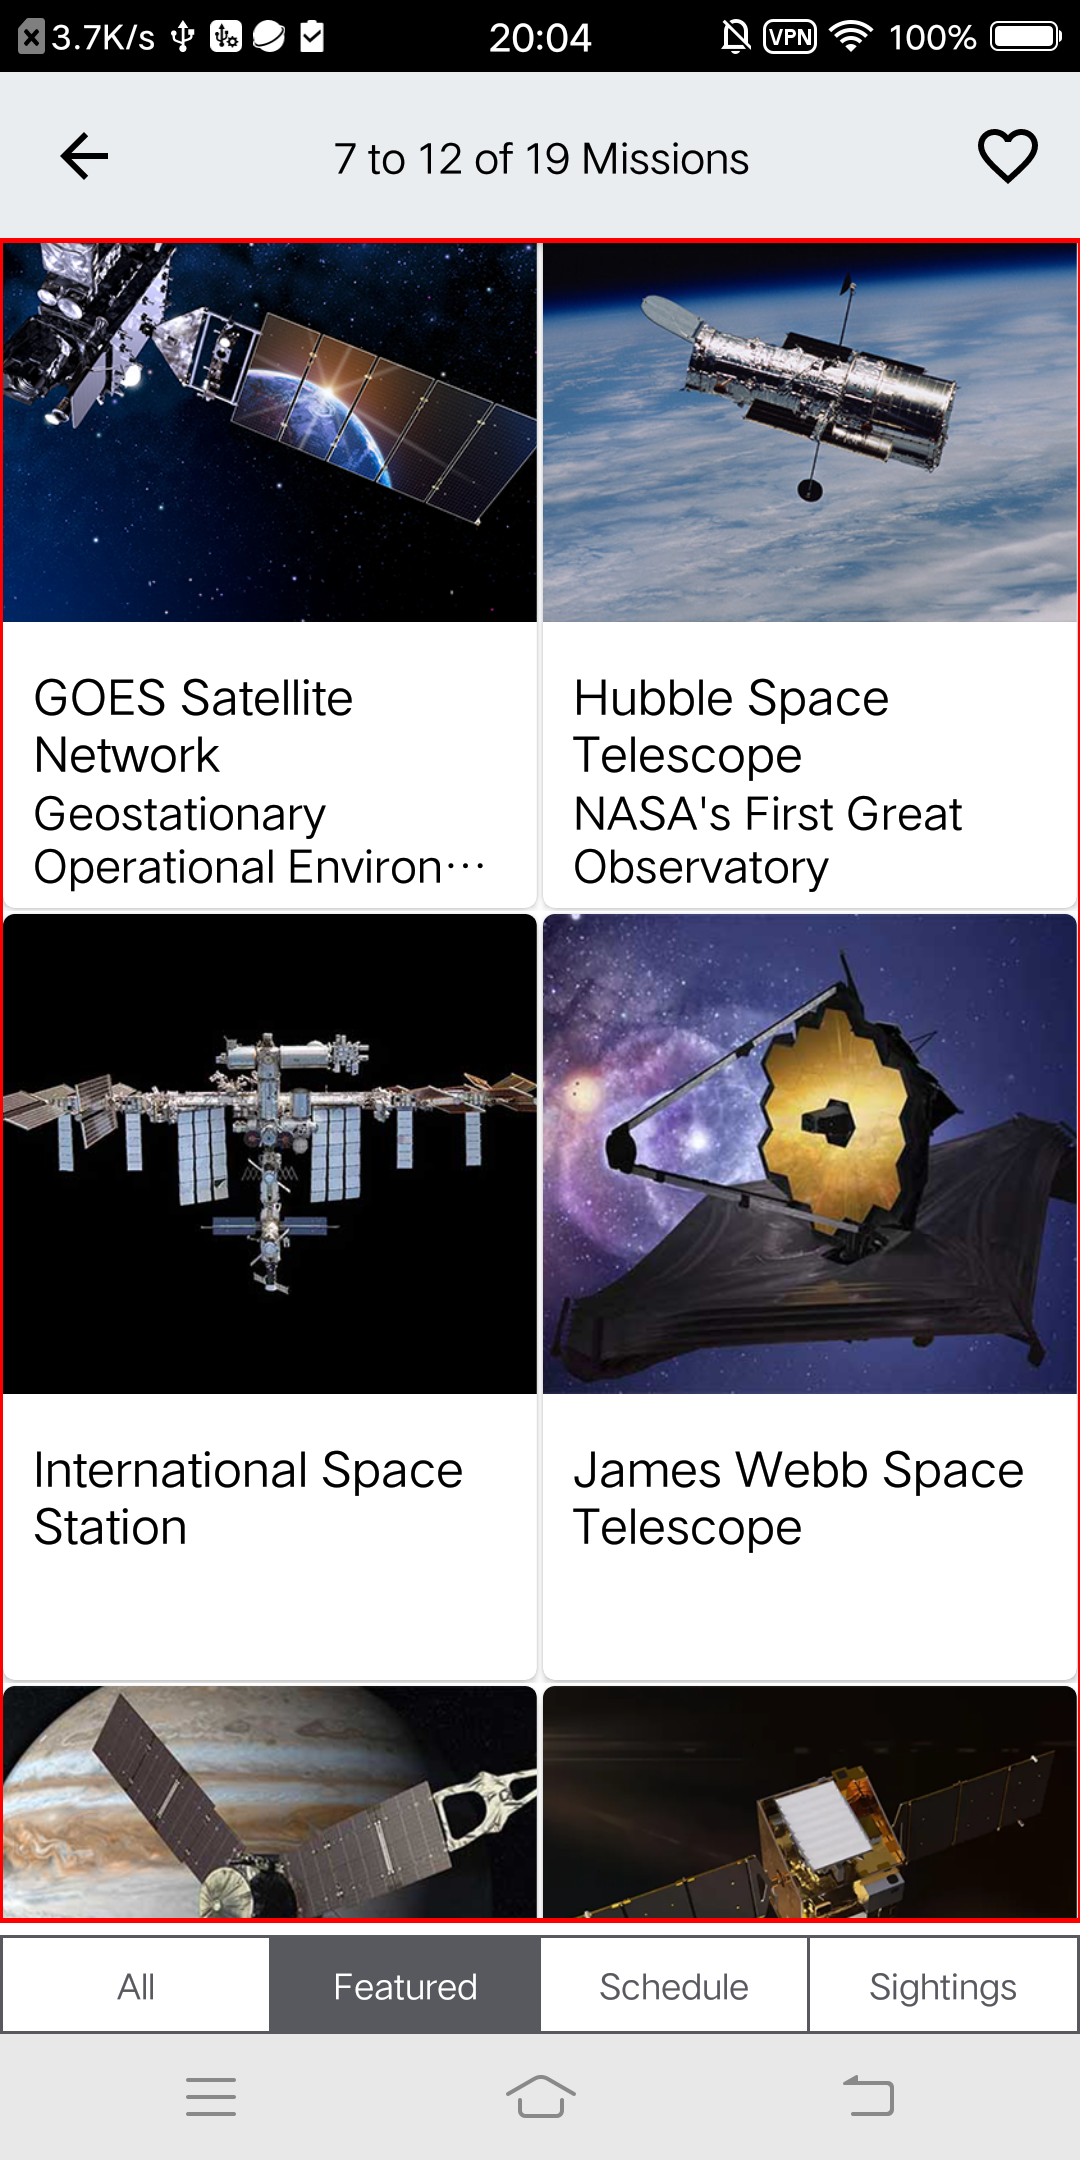 3.7K/s
20:04
VPN
100%
7 to 12 of 19 Missions
GOES Satellite
Network
Geostationary
Operational Environ···
Hubble Space
Telescope
NASA's First Great
Observatory
International Space
Station
James Webb Space
Telescope
All
Featured
Schedule
Sightings